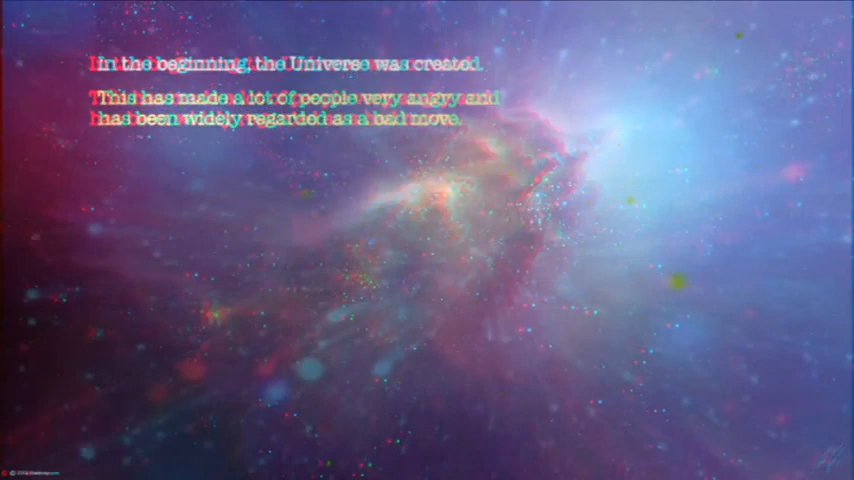 In the beginning the Universe was created.
This has made a lot of people very angry and
has been widely regarded as a bad move.